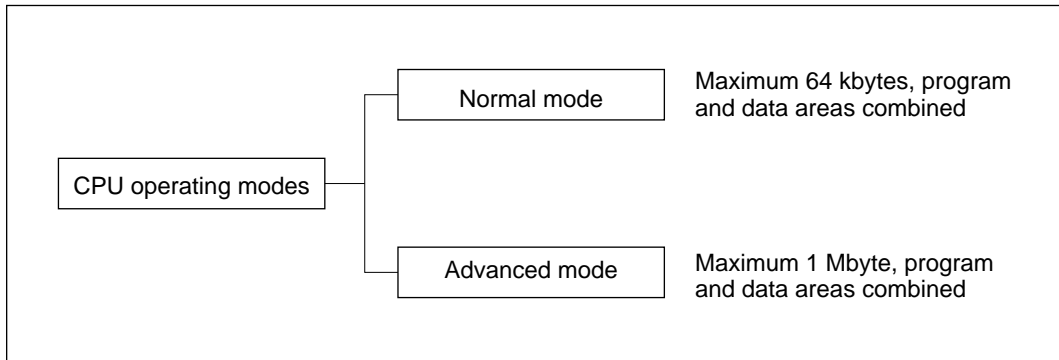 Normal mode
Maximum 64 kbytes, program
and data areas combined
CPU operating modes
Advanced mode
Maximum 1 Mbyte, program
and data areas combined